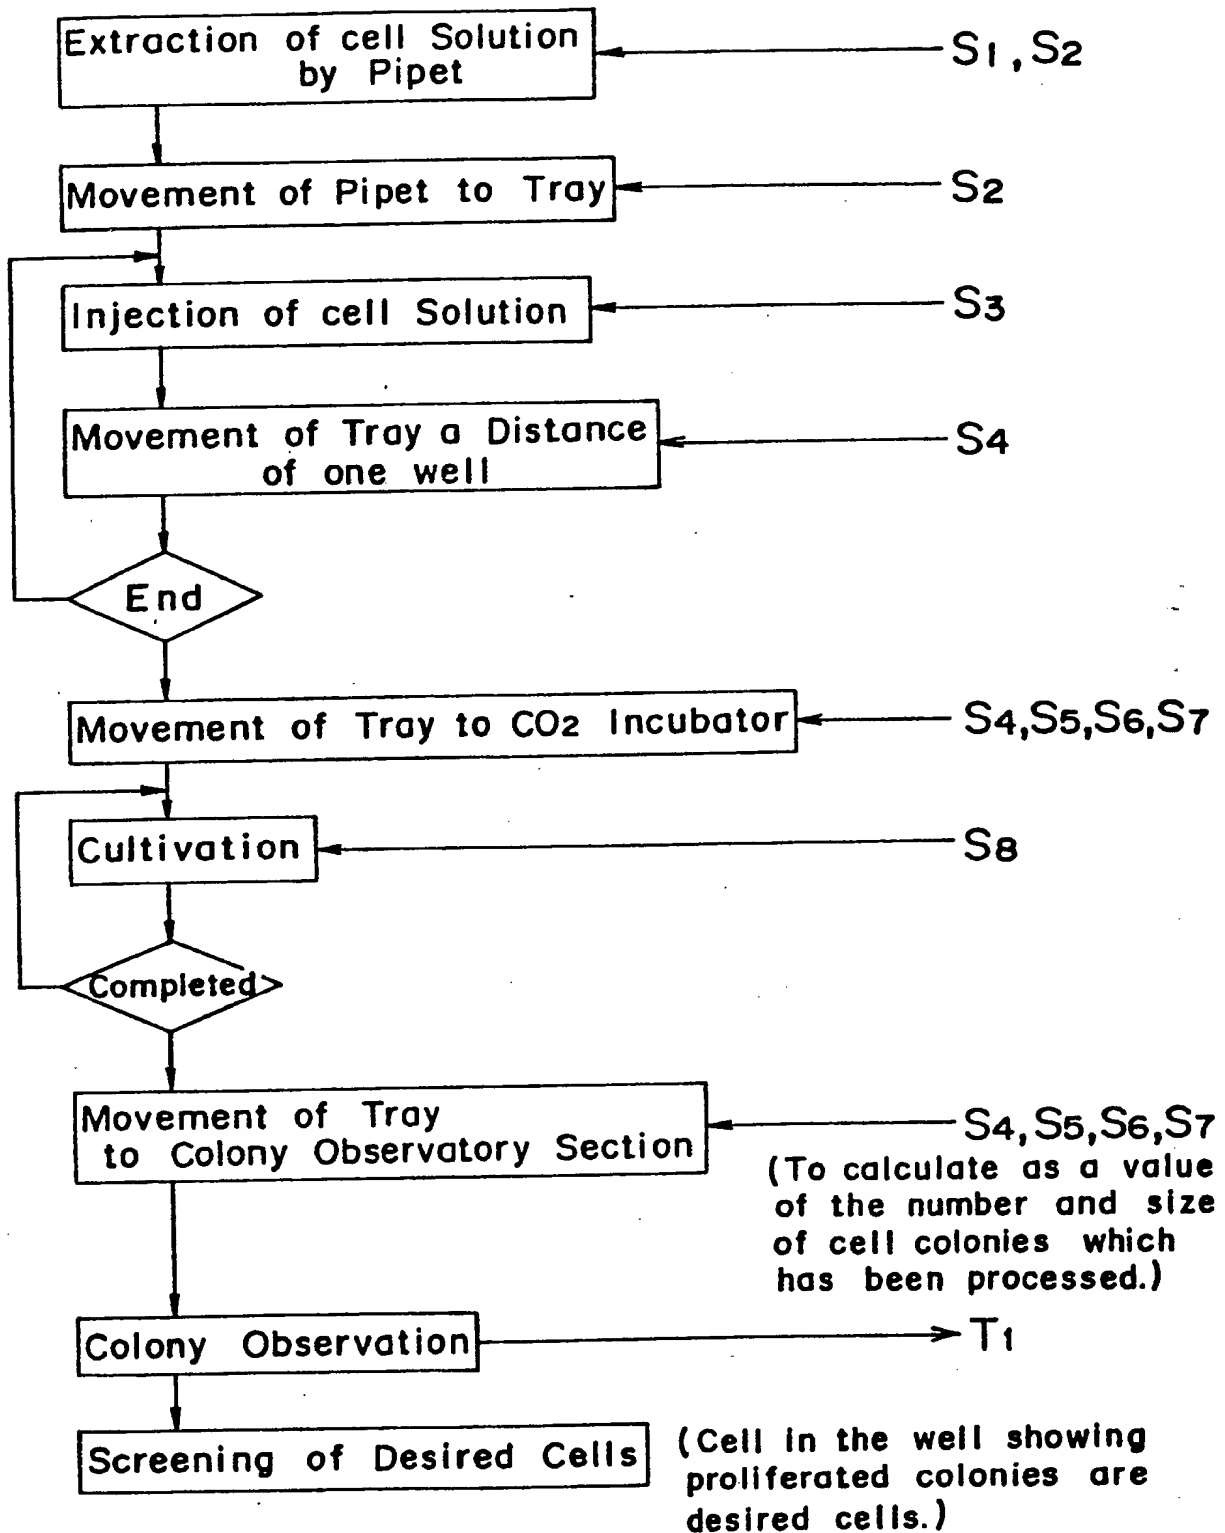 Extraction of cell Solution
by Pipet
S1, S2
Movement of Pipet to Tray
S2
Injection of cell Solution
S3
Movement of Tray a Distance
of one well
S4
End
Movement of Tray to CO2 Incubator
S4, S5, S6, S7
Cultivation
S8
Completed
Movement of Tray
to Colony Observatory Section
S4, S5, S6, S7
(To calculate as a value
of the number and size
of cell colonies which
has been processed.)
Colony Observation
T1
Screening of Desired Cells
(Cell in the well showing
proliferated colonies are
desired cells.)